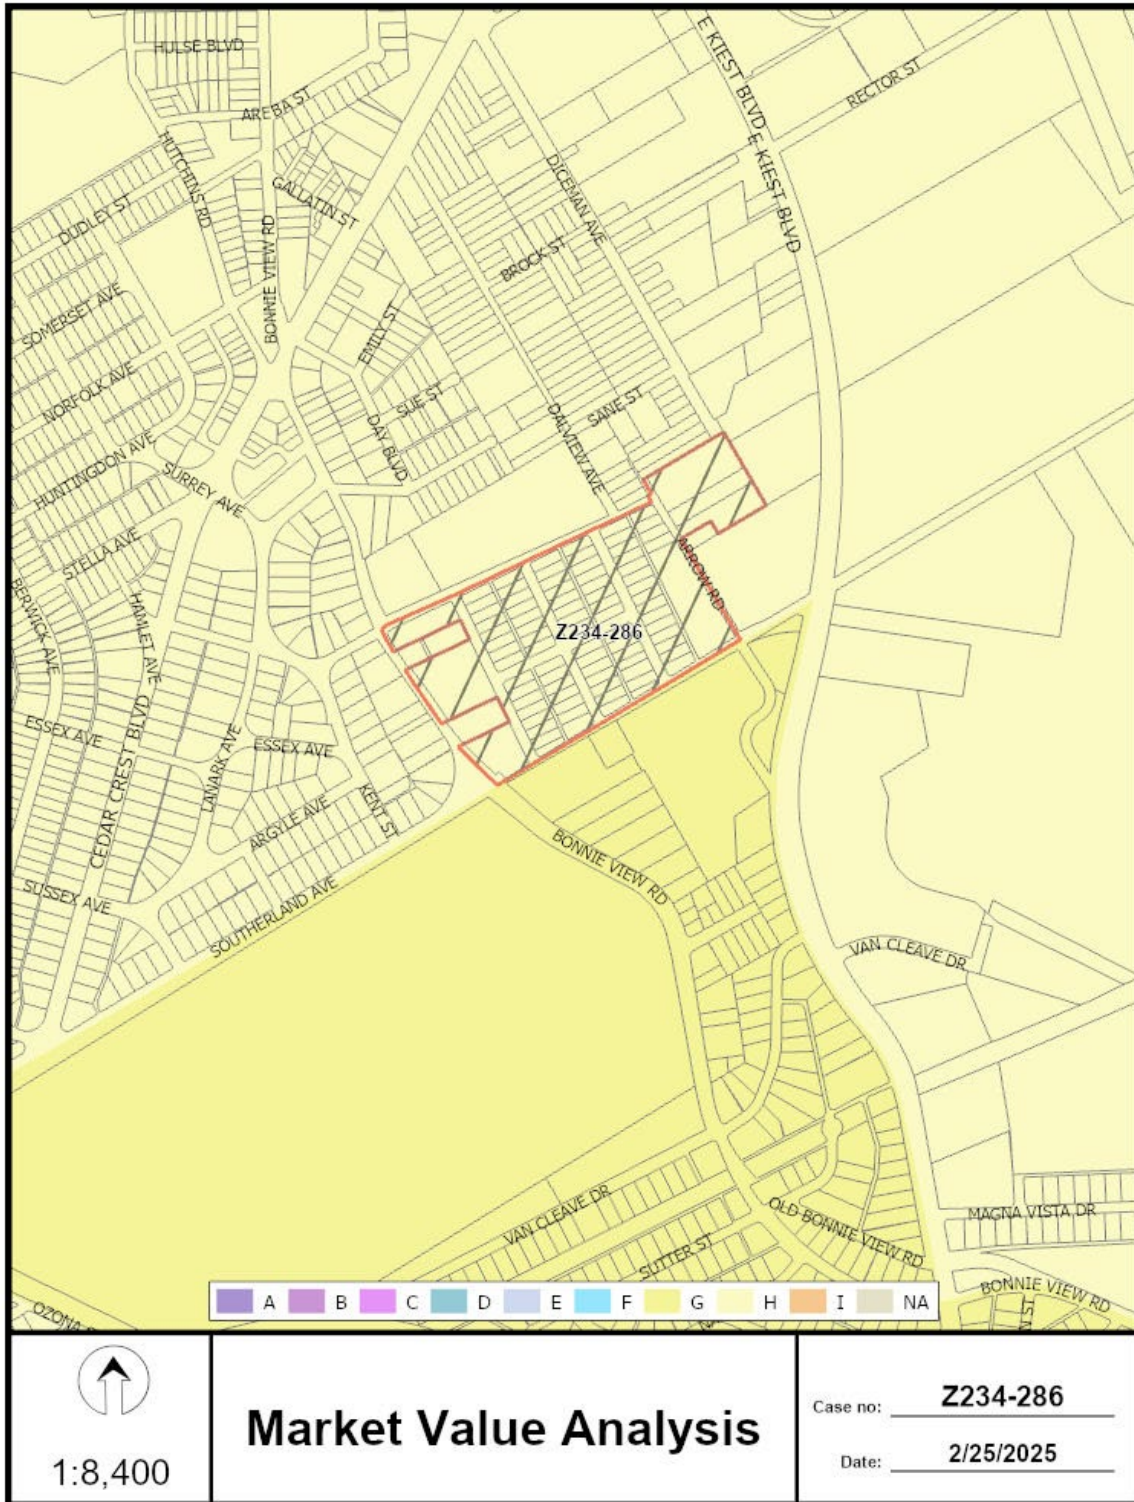 HULSE BLVD
E KIEST BLVD
RECTOR ST
AREBA ST
HUTCHINS RD
DICEMAN AVE
E KIEST BLVD
GALLATIN ST
DUDLEY ST
BONNIE VIEW RD
BROCK ST
SOMERSET AVE
EMILY ST
NORFOLK AVE
SUE ST
SANE ST
DALVIEW AVE
DAY BLVD
HUNTINGDON AVE
SURREY AVE
STELLA AVE
ARROW RD
BERWICK AVE
HAMLET AVE
Z234-286
ESSEX AVE
ESSEX AVE
CEDAR CREST BLVD
LANARK AVE
KENT ST
ARGYLE AVE
BONNIE VIEW RD
SUSSEX AVE
SOUTHERLAND AVE
VAN CLEAVE DR
VAN CLEAVE DR
OLD BONNIE VIEW RD
MAGNA VISTA DR
SUTTER ST
BONNIE VIEW RD
OZONA
A B C D E F G H I NA
1:8,400
Market Value Analysis
Case no: Z234-286
Date: 2/25/2025